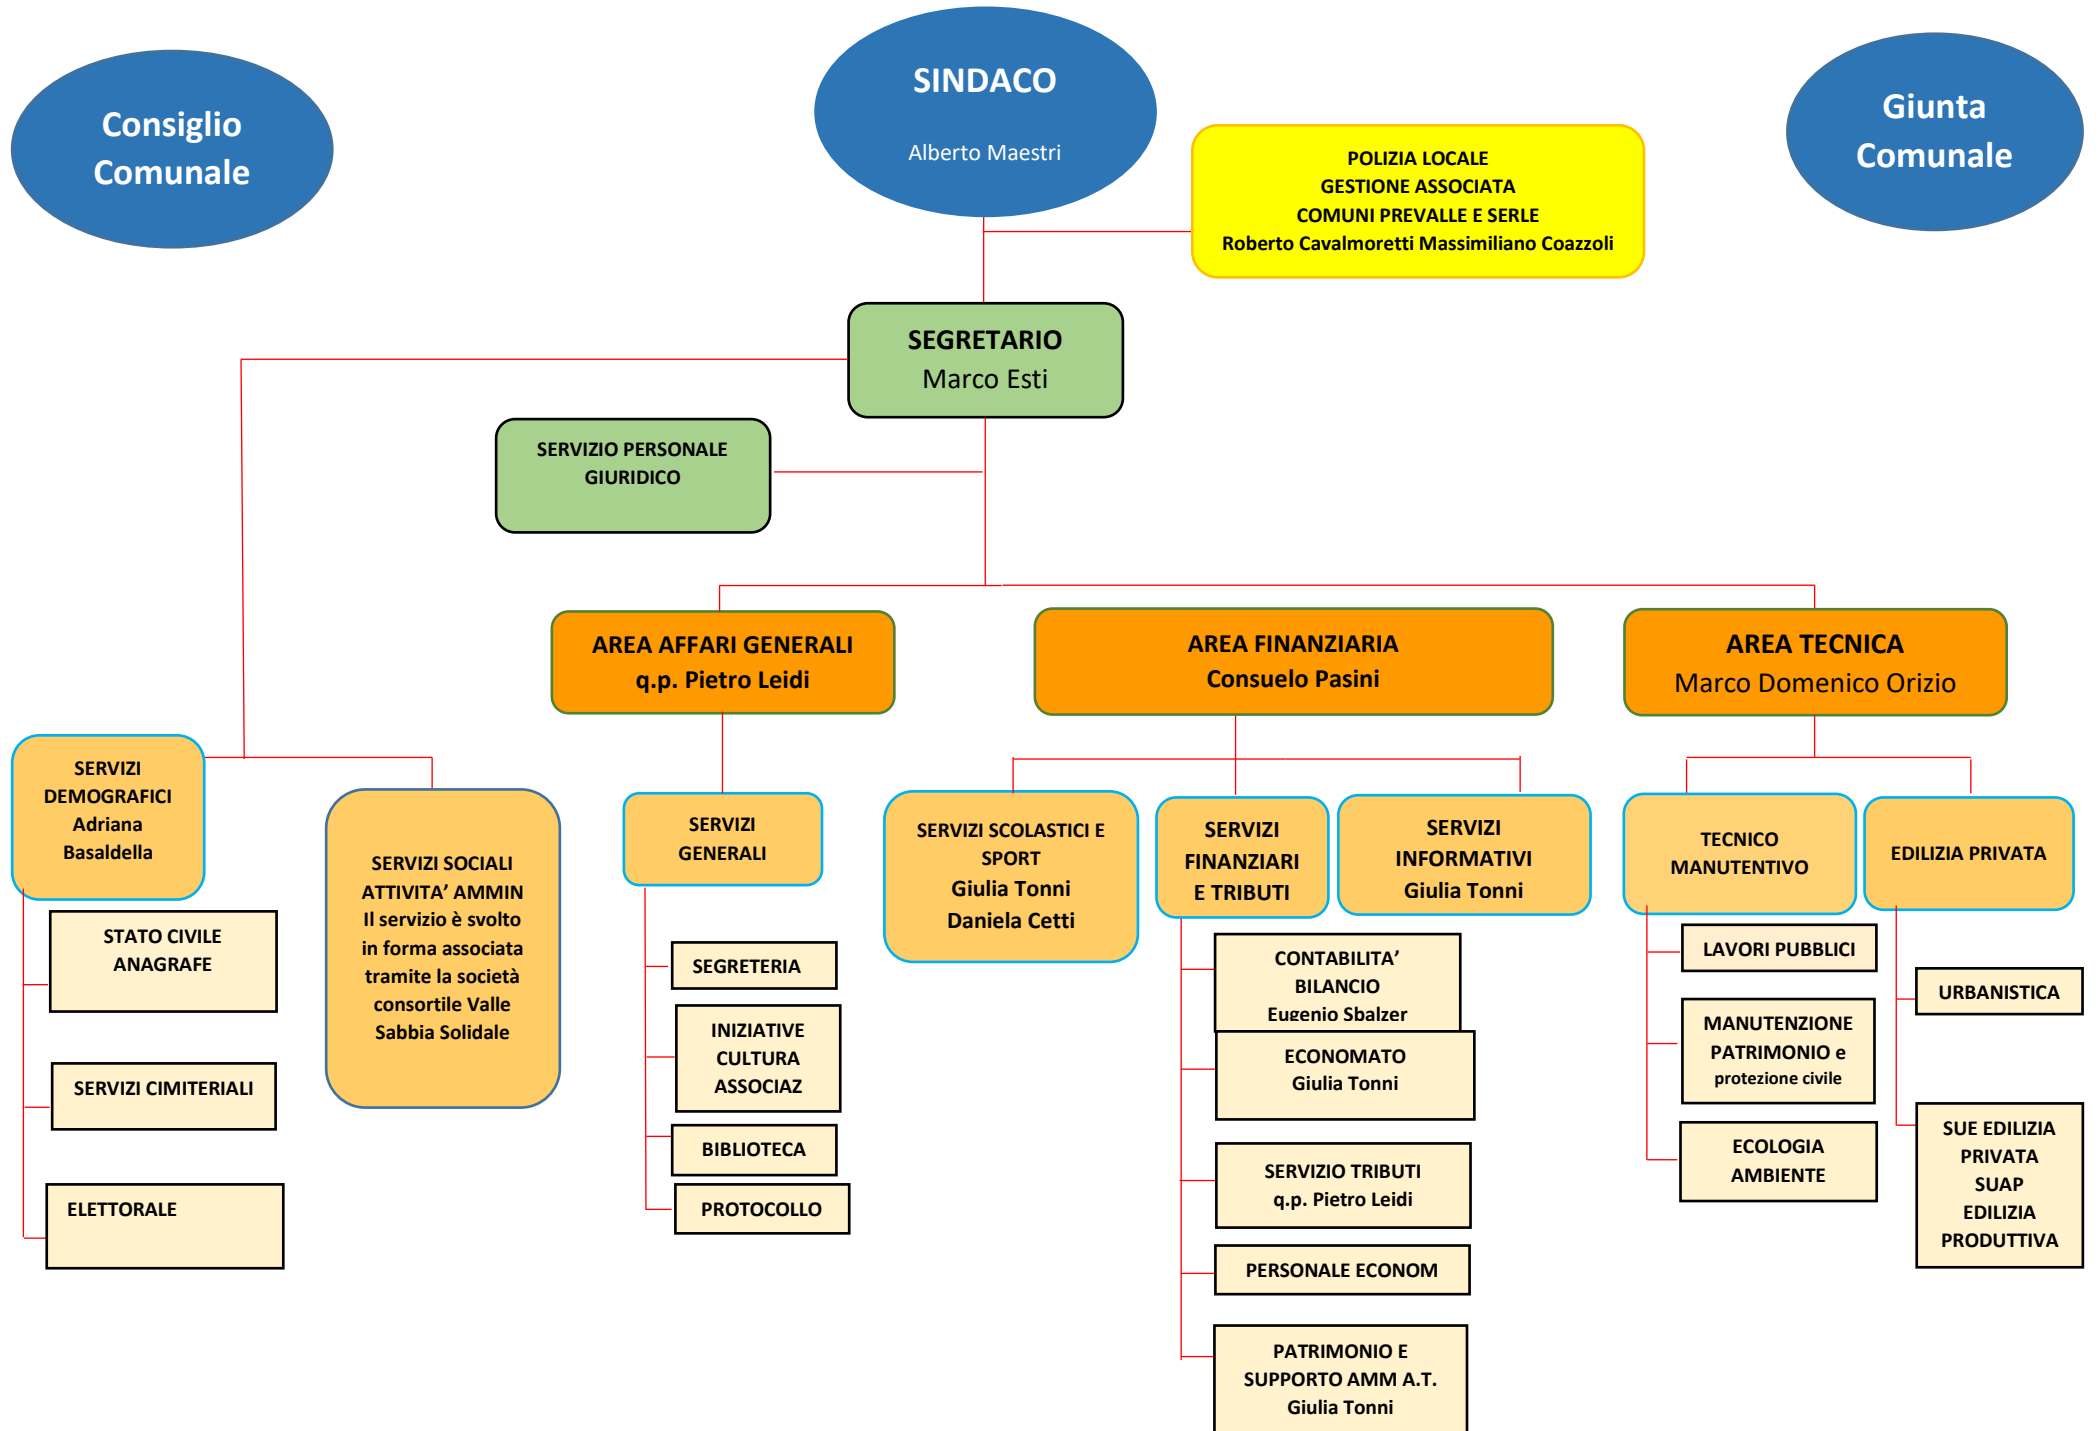 Consiglio
Comunale
SINDACO
Alberto Maestri
Giunta
Comunale
POLIZIA LOCALE
GESTIONE ASSOCIATA
COMUNI PREVALLE E SERLE
Roberto Cavalmoretti Massimiliano Coazzoli
SEGRETARIO
Marco Esti
SERVIZIO PERSONALE
GIURIDICO
AREA AFFARI GENERALI
q.p. Pietro Leidi
AREA FINANZIARIA
Consuelo Pasini
AREA TECNICA
Marco Domenico Orizio
SERVIZI
DEMOGRAFICI
Adriana
Basaldella
STATO CIVILE
ANAGRAFE
SERVIZI CIMITERIALI
ELETTORALE
SERVIZI SOCIALI
ATTIVITA’ AMMIN
Il servizio è svolto
in forma associata
tramite la società
consortile Valle
Sabbia Solidale
SERVIZI
GENERALI
SEGRETERIA
INIZIATIVE
CULTURA
ASSOCIAZ
BIBLIOTECA
PROTOCOLLO
SERVIZI SCOLASTICI E
SPORT
Giulia Tonni
Daniela Cetti
SERVIZI
FINANZIARI
E TRIBUTI
SERVIZI
INFORMATIVI
Giulia Tonni
CONTABILITA’
BILANCIO
Eugenio Sbalzer
ECONOMATO
Giulia Tonni
SERVIZIO TRIBUTI
q.p. Pietro Leidi
PERSONALE ECONOM
PATRIMONIO E
SUPPORTO AMM A.T.
Giulia Tonni
TECNICO
MANUTENTIVO
LAVORI PUBBLICI
MANUTENZIONE
PATRIMONIO e
protezione civile
ECOLOGIA
AMBIENTE
EDILIZIA PRIVATA
URBANISTICA
SUE EDILIZIA
PRIVATA
SUAP
EDILIZIA
PRODUTTIVA